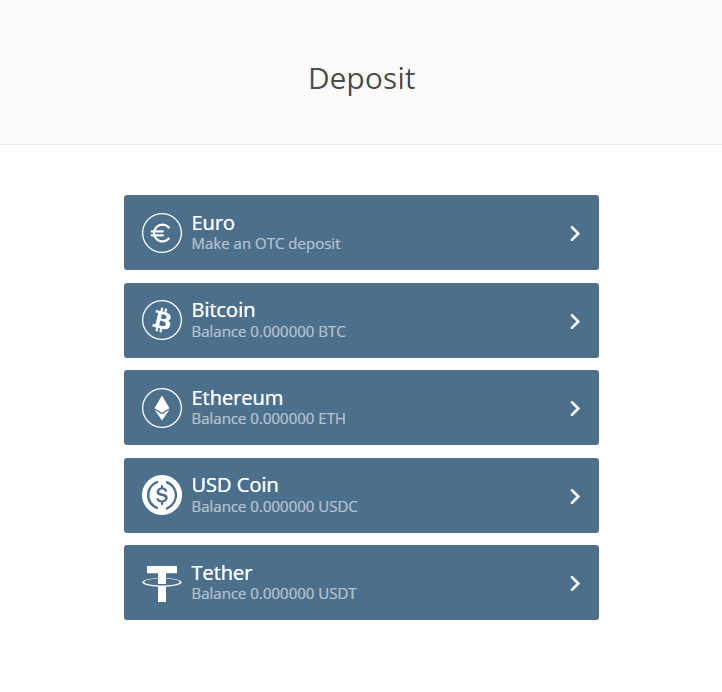 Deposit
Euro
Make an OTC deposit
Bitcoin
Balance 0.000000 BTC
Ethereum
Balance 0.000000 ETH
USD Coin
Balance 0.000000 USDC
Tether
Balance 0.000000 USDT